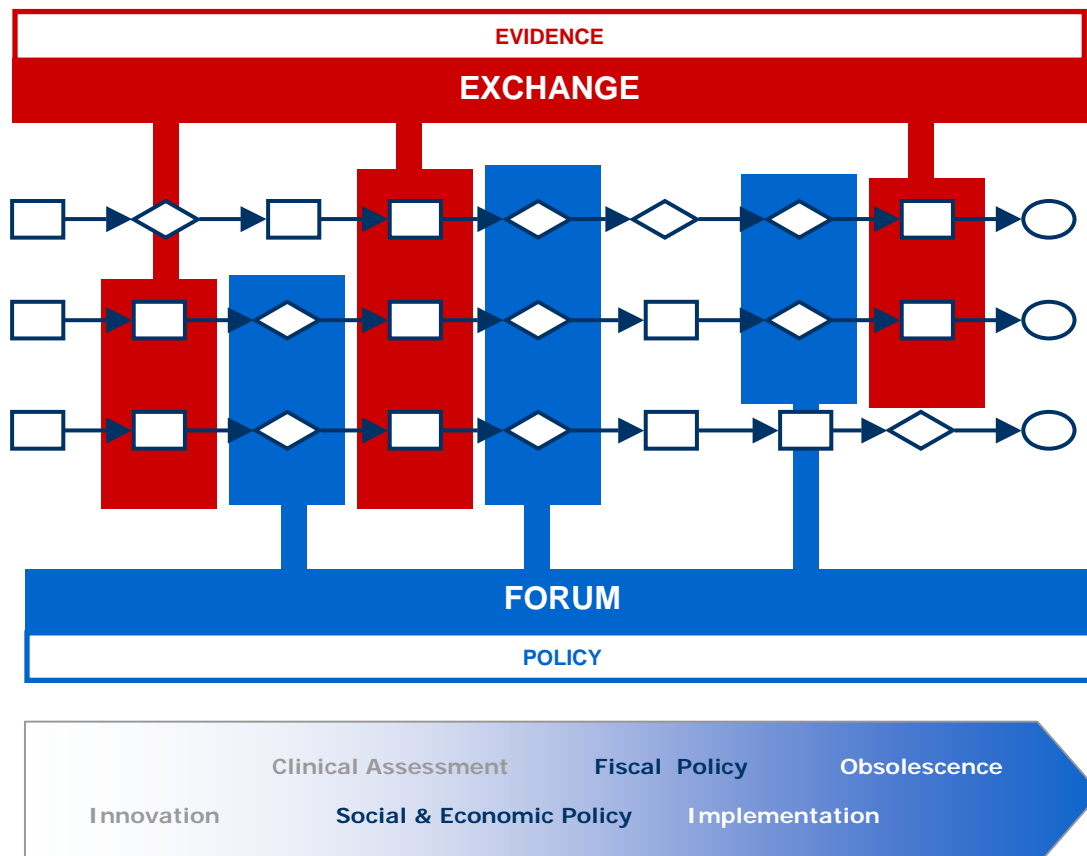 EVIDENCE
EXCHANGE
FORUM
POLICY
Clinical Assessment Fiscal Policy Obsolescence
Innovation Social & Economic Policy Implementation